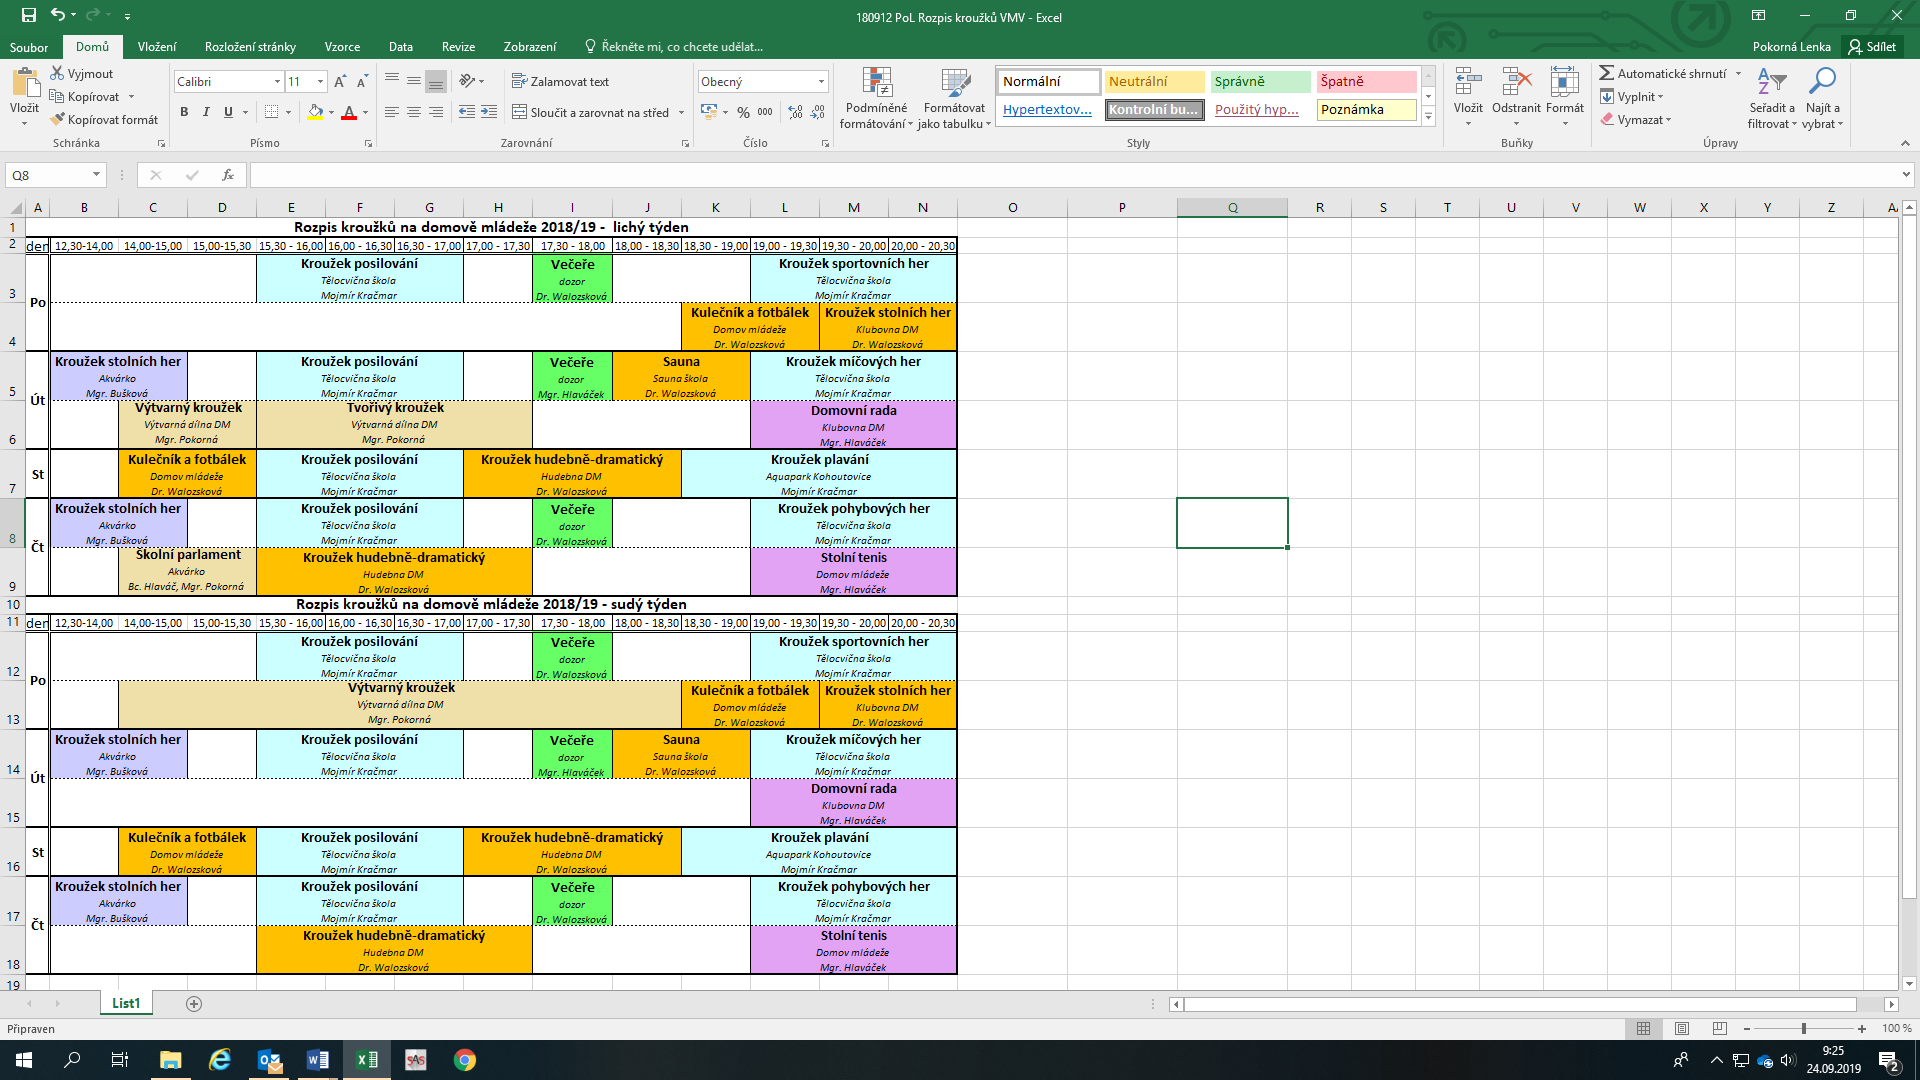 180912 PoL Rozpis kroužků VMV - Excel
Soubor Domů Vložení Rozložení stránky Vzorce Data Revize Zobrazení Řekněte mi, co chcete udělat... Pokorná Lenka Sdílet
Vložit Vyjmout Kopírovat Kopírovat formát Schránka
Calibri 11 B I U A Písmo
Zalamovat text Sloučit a zarovnat na střed Zarovnání
Obecný % 000 Číslo
Podmíněné formátování Formátovat jako tabulku
Normální Neutrální Správně Špatně
Hypertextov... Kontrolní bu... Použitý hyp... Poznámka
Styly
Vložit Odstranit Formát Buňky
Automatické shrnutí Vyplnit Vymazat Seřadit a filtrovat Najít a vybrat Úpravy
Q8 fx
A B C D E F G H I J K L M N O P Q R S T U V W X Y Z
1 Rozpis kroužků na domově mládeže 2018/19 - lichý týden
2 den 12,30-14,00 14,00-15,00 15,00-15,30 15,30 - 16,00 16,00 - 16,30 16,30 - 17,00 17,00 - 17,30 17,30 - 18,00 18,00 - 18,30 18,30 - 19,00 19,00 - 19,30 19,30 - 20,00 20,00 - 20,30
Kroužek posilování Večeře Kroužek sportovních her
Tělocvična škola dozor Tělocvična škola
3 Mojmír Kračmar Dr. Walozsková Mojmír Kračmar
Po
Kulečník a fotbálek Kroužek stolních her
Domov mládeže Klubovna DM
4 Dr. Walozsková Dr. Walozsková
Kroužek stolních her Kroužek posilování Večeře Sauna Kroužek míčových her
Akvárko Tělocvična škola dozor Sauna škola Tělocvična škola
5 Mgr. Bušková Mojmír Kračmar Mgr. Hlaváček Dr. Walozsková Mojmír Kračmar
Út
Výtvarný kroužek Tvořivý kroužek Domovní rada
Výtvarná dílna DM Výtvarná dílna DM Klubovna DM
6 Mgr. Pokorná Mgr. Pokorná Mgr. Hlaváček
Kulečník a fotbálek Kroužek posilování Kroužek hudebně-dramatický Kroužek plavání
St Domov mládeže Tělocvična škola Hudebna DM Aquapark Kohoutovice
7 Dr. Walozsková Mojmír Kračmar Dr. Walozsková Mojmír Kračmar
Kroužek stolních her Kroužek posilování Večeře Kroužek pohybových her
Akvárko Tělocvična škola dozor Tělocvična škola
8 Mgr. Bušková Mojmír Kračmar Dr. Walozsková Mojmír Kračmar
Čt
Školní parlament Kroužek hudebně-dramatický Stolní tenis
Akvárko Hudebna DM Domov mládeže
9 Bc. Hlaváč, Mgr. Pokorná Dr. Walozsková Mgr. Hlaváček
10 Rozpis kroužků na domově mládeže 2018/19 - sudý týden
11 den 12,30-14,00 14,00-15,00 15,00-15,30 15,30 - 16,00 16,00 - 16,30 16,30 - 17,00 17,00 - 17,30 17,30 - 18,00 18,00 - 18,30 18,30 - 19,00 19,00 - 19,30 19,30 - 20,00 20,00 - 20,30
Kroužek posilování Večeře Kroužek sportovních her
Tělocvična škola dozor Tělocvična škola
12 Mojmír Kračmar Dr. Walozsková Mojmír Kračmar
Po
Výtvarný kroužek Kulečník a fotbálek Kroužek stolních her
Výtvarná dílna DM Domov mládeže Klubovna DM
13 Mgr. Pokorná Dr. Walozsková Dr. Walozsková
Kroužek stolních her Kroužek posilování Večeře Sauna Kroužek míčových her
Akvárko Tělocvična škola dozor Sauna škola Tělocvična škola
14 Mgr. Bušková Mojmír Kračmar Mgr. Hlaváček Dr. Walozsková Mojmír Kračmar
Út
Domovní rada
Klubovna DM
15 Mgr. Hlaváček
Kulečník a fotbálek Kroužek posilování Kroužek hudebně-dramatický Kroužek plavání
St Domov mládeže Tělocvična škola Hudebna DM Aquapark Kohoutovice
16 Dr. Walozsková Mojmír Kračmar Dr. Walozsková Mojmír Kračmar
Kroužek stolních her Kroužek posilování Večeře Kroužek pohybových her
Akvárko Tělocvična škola dozor Tělocvična škola
17 Mgr. Bušková Mojmír Kračmar Dr. Walozsková Mojmír Kračmar
Čt
Kroužek hudebně-dramatický Stolní tenis
Hudebna DM Domov mládeže
18 Dr. Walozsková Mgr. Hlaváček
19
List1
Připraven 100 %
9:25
24.09.2019
2